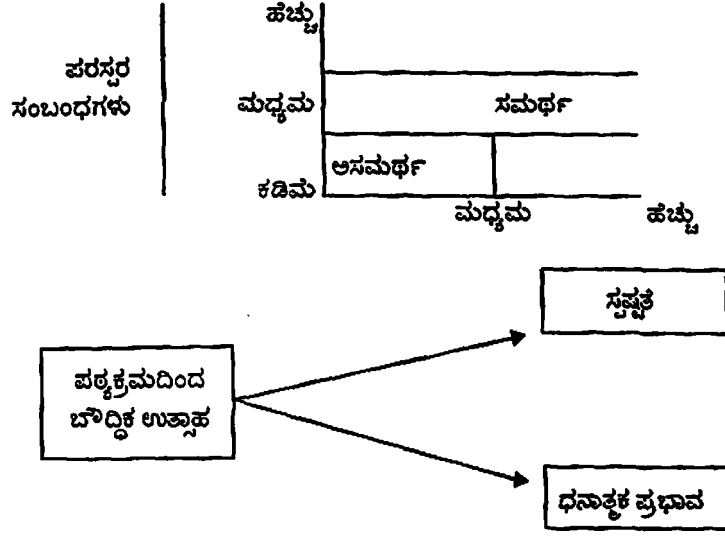 ಹೆಚ್ಚು
ಪರಸ್ಪರ
ಸಂಬಂಧಗಳು
ಮಧ್ಯಮ
ಸಮರ್ಥ
ಅಸಮರ್ಥ
ಕಡಿಮೆ
ಮಧ್ಯಮ
ಹೆಚ್ಚು
ಸ್ಪಷ್ಟತೆ
ಪಠ್ಯಕ್ರಮದಿಂದ
ಬೌದ್ಧಿಕ ಉತ್ಸಾಹ
ಧನಾತ್ಮಕ ಪ್ರಭಾವ